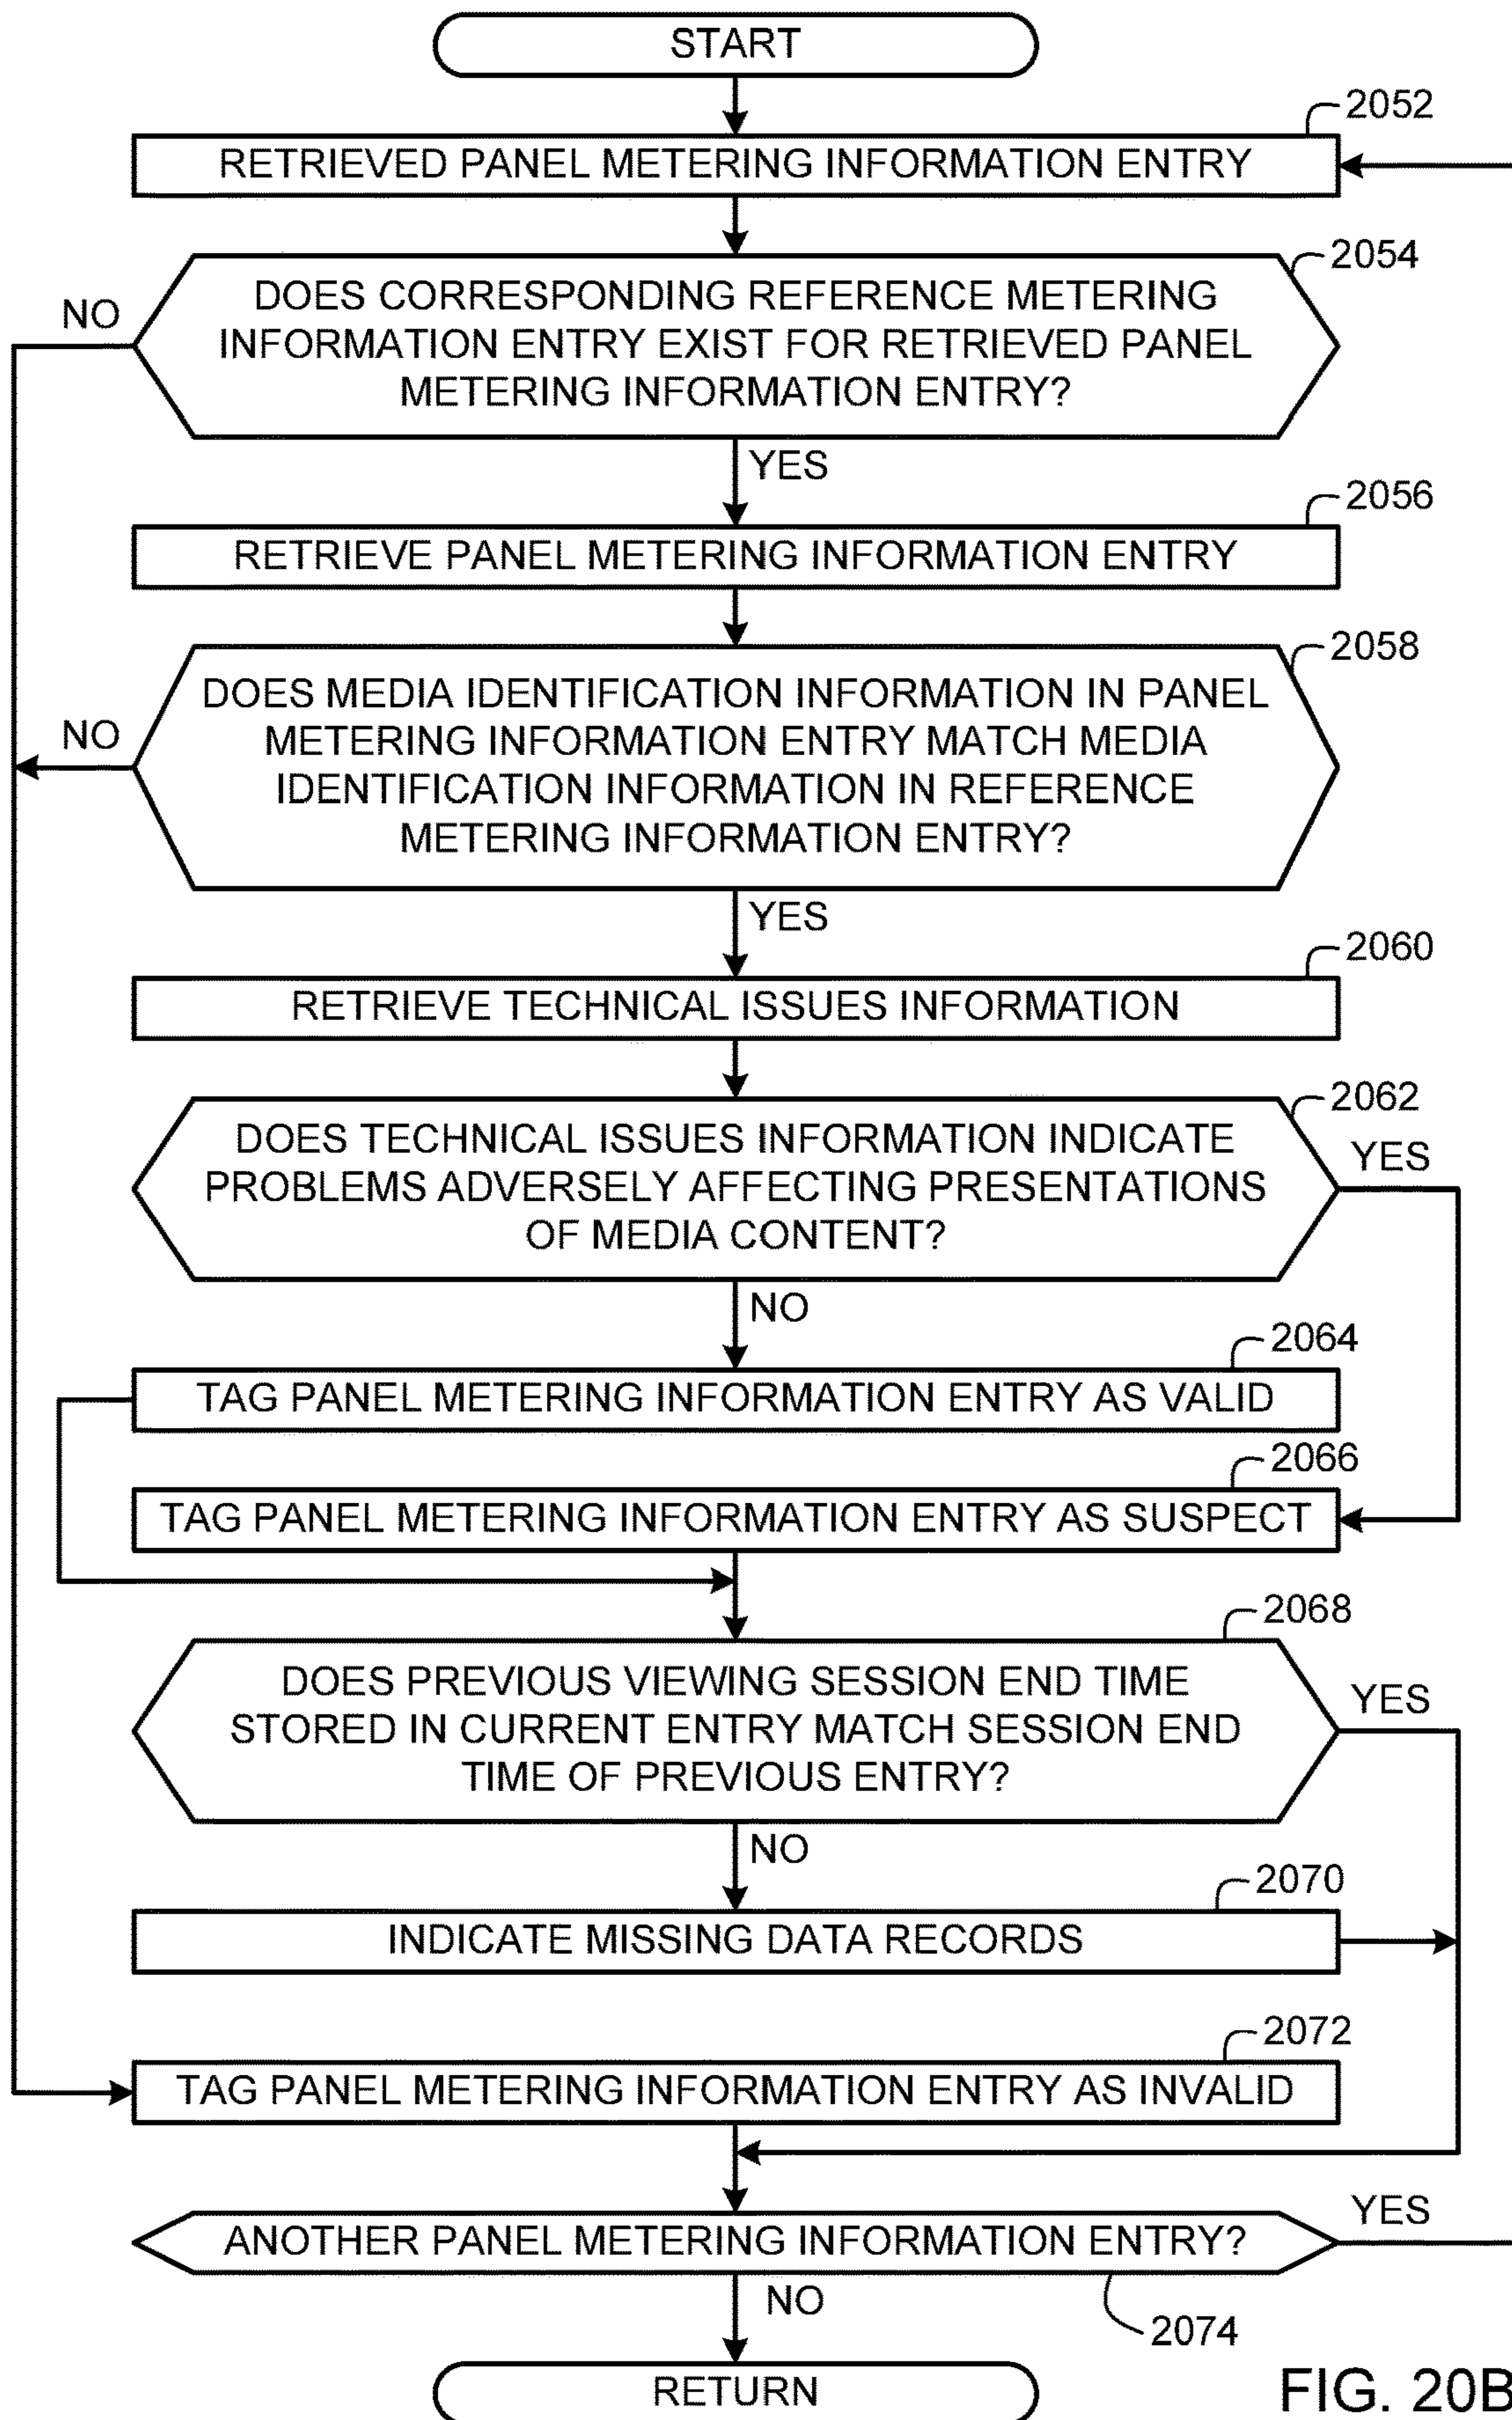 START
2052
RETRIEVED PANEL METERING INFORMATION ENTRY
2054
NO
DOES CORRESPONDING REFERENCE METERING
INFORMATION ENTRY EXIST FOR RETRIEVED PANEL
METERING INFORMATION ENTRY?
YES
2056
RETRIEVE PANEL METERING INFORMATION ENTRY
2058
NO
DOES MEDIA IDENTIFICATION INFORMATION IN PANEL
METERING INFORMATION ENTRY MATCH MEDIA
IDENTIFICATION INFORMATION IN REFERENCE
METERING INFORMATION ENTRY?
YES
2060
RETRIEVE TECHNICAL ISSUES INFORMATION
2062
DOES TECHNICAL ISSUES INFORMATION INDICATE
PROBLEMS ADVERSELY AFFECTING PRESENTATIONS
OF MEDIA CONTENT?
YES
NO
2064
TAG PANEL METERING INFORMATION ENTRY AS VALID
2066
TAG PANEL METERING INFORMATION ENTRY AS SUSPECT
2068
DOES PREVIOUS VIEWING SESSION END TIME
STORED IN CURRENT ENTRY MATCH SESSION END
TIME OF PREVIOUS ENTRY?
YES
NO
2070
INDICATE MISSING DATA RECORDS
2072
TAG PANEL METERING INFORMATION ENTRY AS INVALID
ANOTHER PANEL METERING INFORMATION ENTRY?
YES
NO
2074
RETURN
FIG. 20B